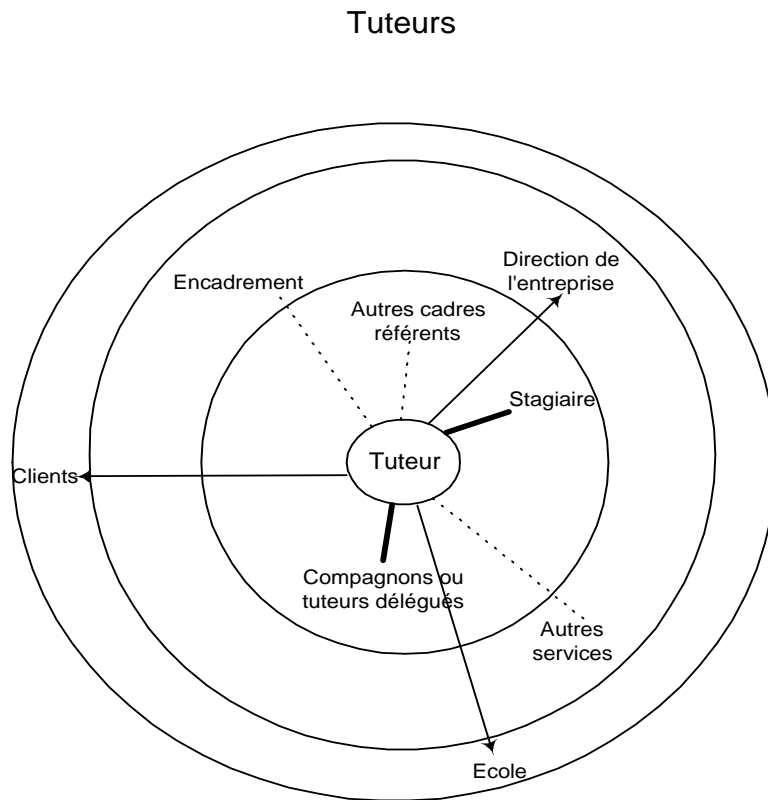 Tuteurs
Direction de
l'entreprise
Encadrement
Autres cadres
référents
Stagiaire
Tuteur
Clients
Compagnons ou
tuteurs délégués
Autres
services
Ecole